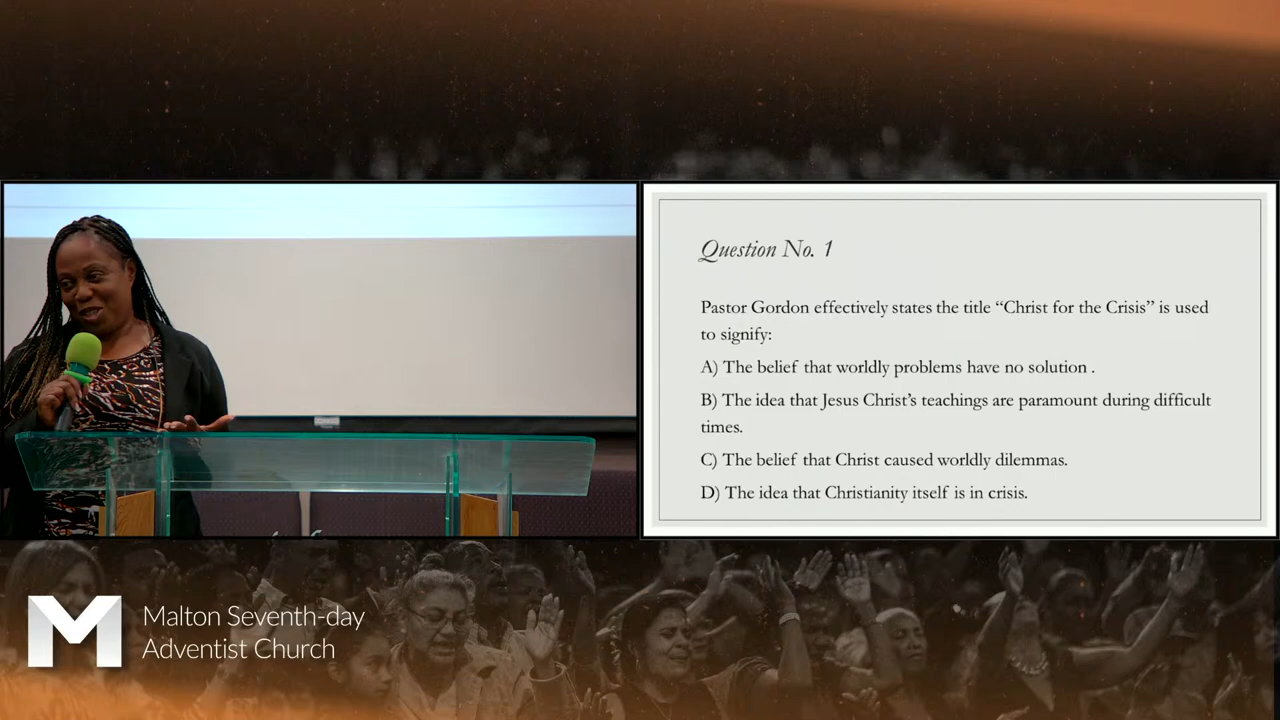 Question No. 1
Pastor Gordon effectively states the title “Christ for the Crisis” is used
to signify:
A) The belief that worldly problems have no solution .
B) The idea that Jesus Christ’s teachings are paramount during difficult
times.
C) The belief that Christ caused worldly dilemmas.
D) The idea that Christianity itself is in crisis.
M
Malton Seventh-day
Adventist Church